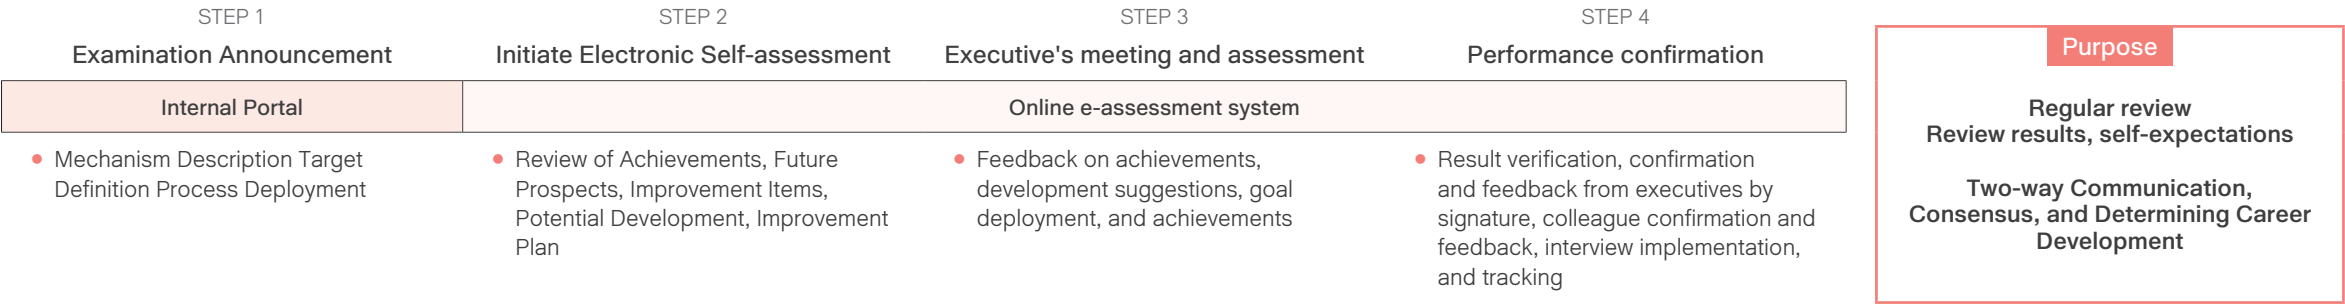 STEP 1
Examination Announcement
STEP 2
Initiate Electronic Self-assessment
STEP 3
Executive's meeting and assessment
STEP 4
Performance confirmation
Internal Portal
Online e-assessment system
Mechanism Description Target
Definition Process Deployment
Review of Achievements, Future
Prospects, Improvement Items,
Potential Development, Improvement
Plan
Feedback on achievements,
development suggestions, goal
deployment, and achievements
Result verification, confirmation
and feedback from executives by
signature, colleague confirmation and
feedback, interview implementation,
and tracking
Purpose
Regular review
Review results, self-expectations
Two-way Communication,
Consensus, and Determining Career
Development